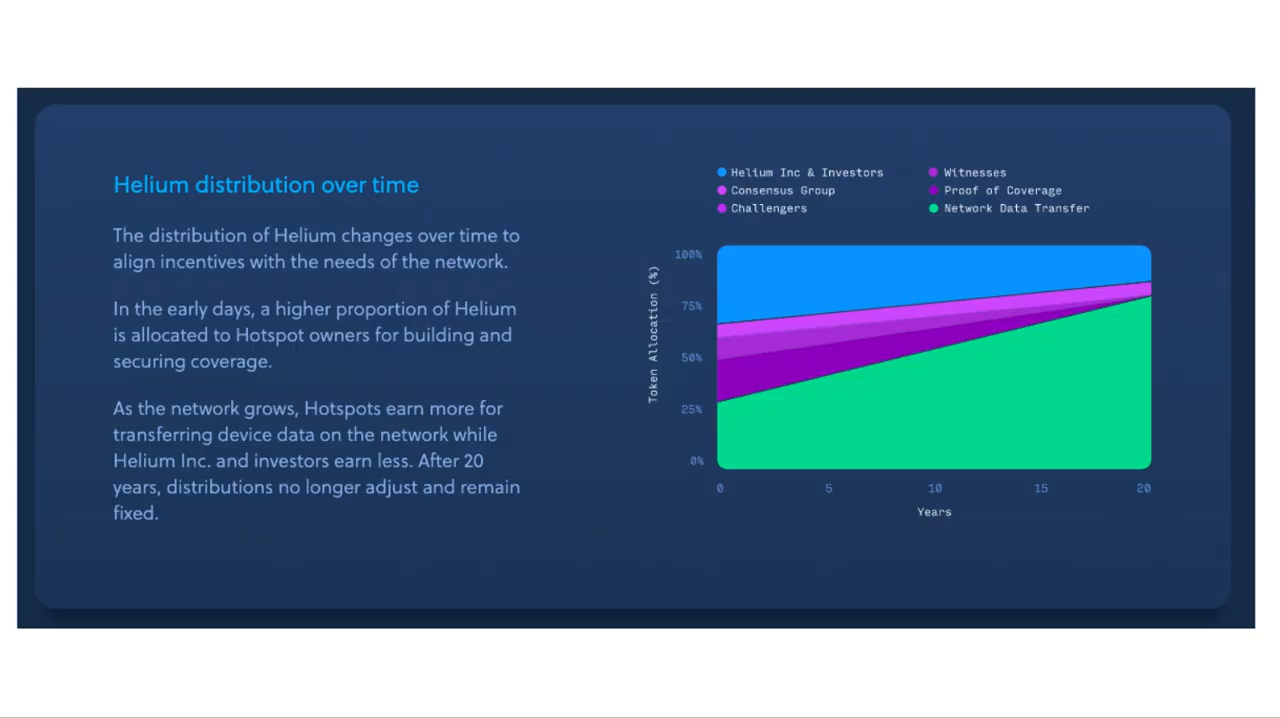 Helium distribution over time
The distribution of Helium changes over time to
align incentives with the needs of the network.
In the early days, a higher proportion of Helium
is allocated to Hotspot owners for building and
securing coverage.
As the network grows, Hotspots earn more for
transferring device data on the network while
Helium Inc. and investors earn less. After 20
years, distributions no longer adjust and remain
fixed.
Helium Inc & Investors
Consensus Group
Challengers
Witnesses
Proof of Coverage
Network Data Transfer
Token Allocation (%)
100%
75%
50%
25%
0%
0 5 10 15 20
Years